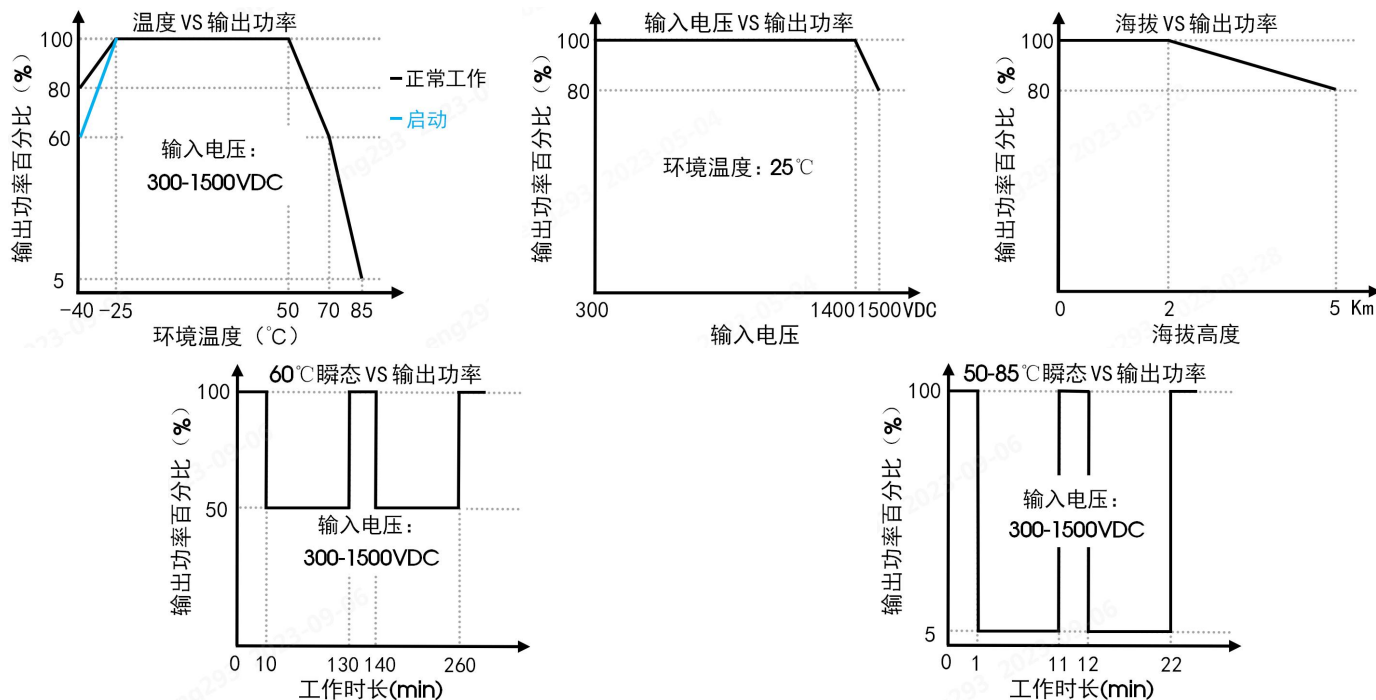 温度 VS 输出功率
输出功率百分比（%）
100
80
60
5
正常工作
启动
输入电压：
300-1500VDC
-40 -25 50 70 85
环境温度（℃）
输入电压 VS 输出功率
输出功率百分比（%）
100
80
环境温度：25℃
300 1400 1500 VDC
输入电压
海拔 VS 输出功率
输出功率百分比（%）
100
80
0 2 5 Km
海拔高度
60℃瞬态 VS 输出功率
输出功率百分比（%）
100
50
输入电压：
300-1500VDC
0 10 130 140 260
工作时长(min)
50-85℃瞬态 VS 输出功率
输出功率百分比（%）
100
5
输入电压：
300-1500VDC
0 1 11 12 22
工作时长(min)